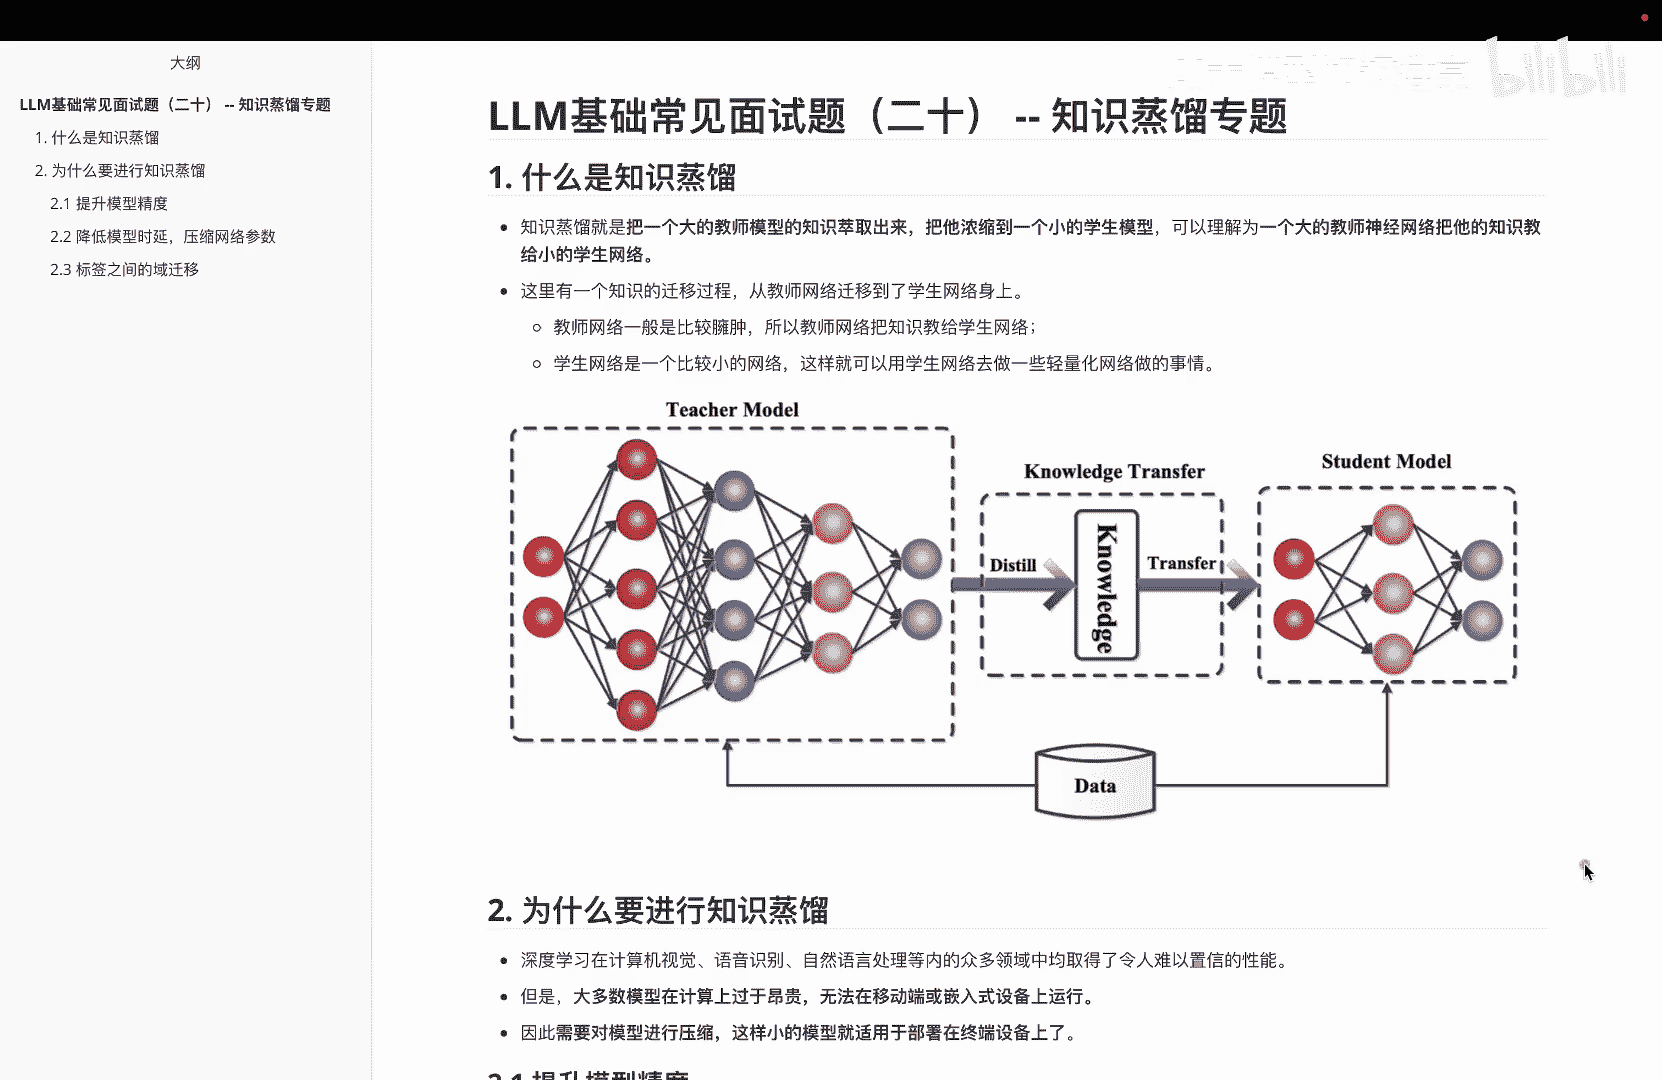 大纲
LLM基础常见面试题（二十） -- 知识蒸馏专题
1. 什么是知识蒸馏
2. 为什么要进行知识蒸馏
2.1 提升模型精度
2.2 降低模型时延，压缩网络参数
2.3 标签之间的域迁移
bilibili
LLM基础常见面试题（二十） -- 知识蒸馏专题
1. 什么是知识蒸馏
知识蒸馏就是把一个大的教师模型的知识萃取出来，把他浓缩到一个小的学生模型，可以理解为一个大的教师神经网络把他的知识教
给小的学生网络。
这里有一个知识的迁移过程，从教师网络迁移到了学生网络身上。
教师网络一般是比较臃肿，所以教师网络把知识教给学生网络；
学生网络是一个比较小的网络，这样就可以用学生网络去做一些轻量化网络做的事情。
Teacher Model
Knowledge Transfer
Student Model
Distill
Knowledge
Transfer
Data
2. 为什么要进行知识蒸馏
深度学习在计算机视觉、语音识别、自然语言处理等内的众多领域中均取得了令人难以置信的性能。
但是，大多数模型在计算上过于昂贵，无法在移动端或嵌入式设备上运行。
因此需要对模型进行压缩，这样小的模型就适用于部署在终端设备上了。
2.1 提升模型精度